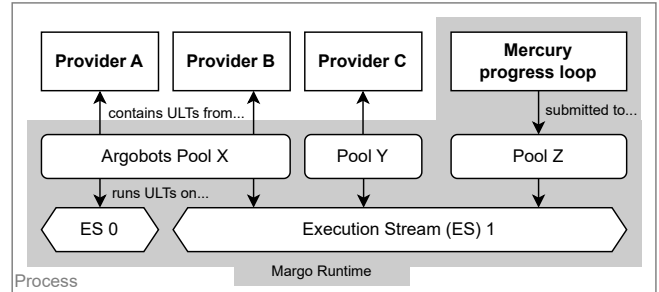 Provider A
Provider B
Provider C
Mercury
progress loop
contains ULTs from...
submitted to...
Argobots Pool X
Pool Y
Pool Z
runs ULTs on...
ES 0
Execution Stream (ES) 1
Margo Runtime
Process